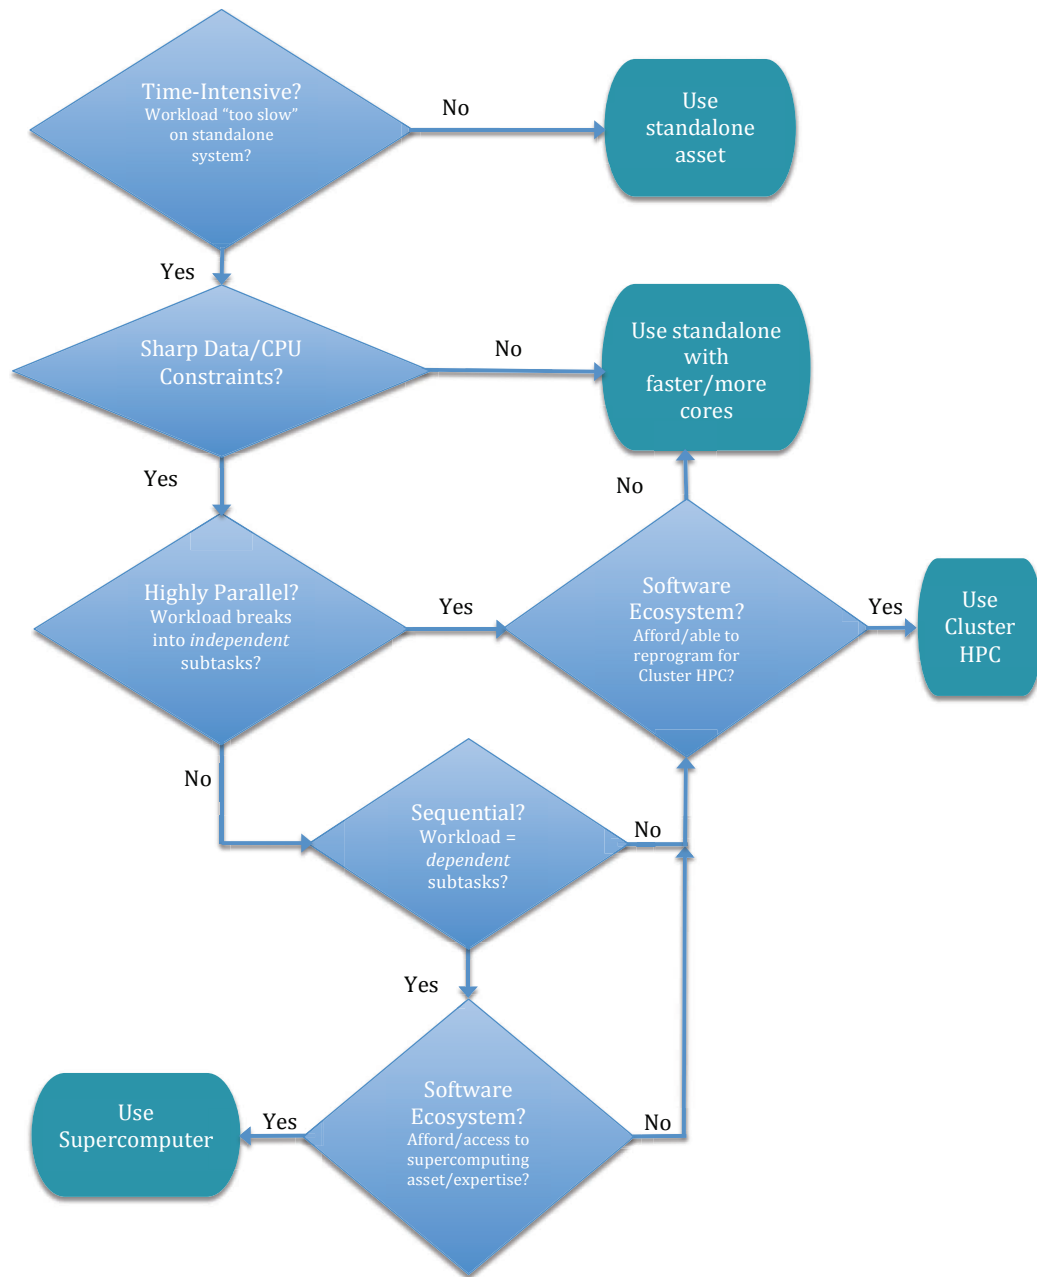 Time-Intensive?
Workload “too slow”
on standalone
system?
No
Use
standalone
asset
Yes
Sharp Data/CPU
Constraints?
No
Use standalone
with
faster/more
cores
Yes
No
Highly Parallel?
Workload breaks
into independent
subtasks?
Yes
Software
Ecosystem?
Afford/able to
reprogram for
Cluster HPC?
Yes
Use
Cluster
HPC
No
Sequential?
Workload =
dependent
subtasks?
No
Yes
Software
Ecosystem?
Afford/access to
supercomputing
asset/expertise?
Yes
No
Use
Supercomputer